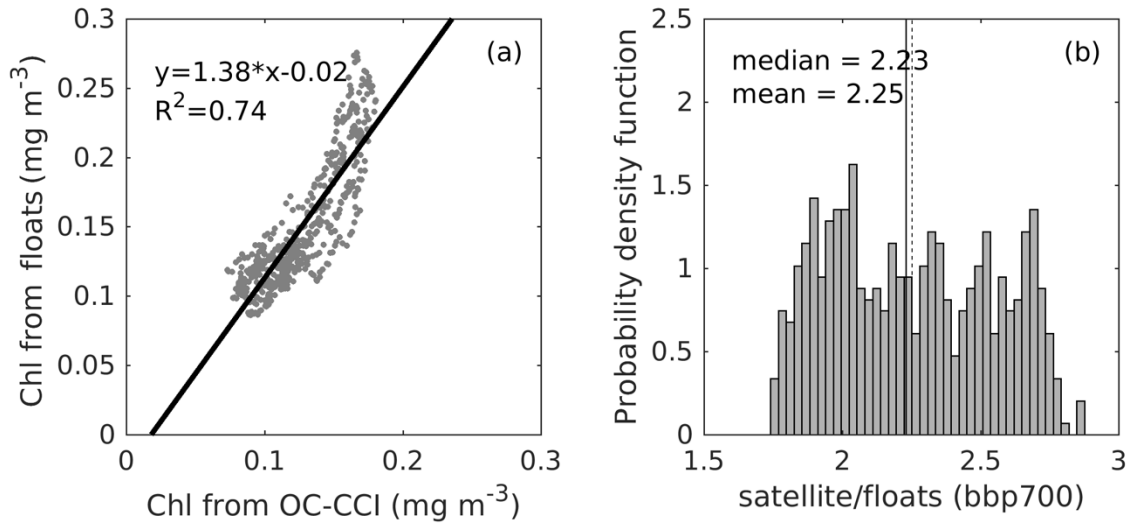 (a)
y=1.38*x-0.02
R²=0.74
Chl from floats (mg m⁻³)
0.3
0.25
0.2
0.15
0.1
0.05
0
0
0.1
0.2
0.3
Chl from OC-CCI (mg m⁻³)
(b)
median = 2.23
mean = 2.25
Probability density function
2.5
2
1.5
1
0.5
0
1.5
2
2.5
3
satellite/floats (bbp700)